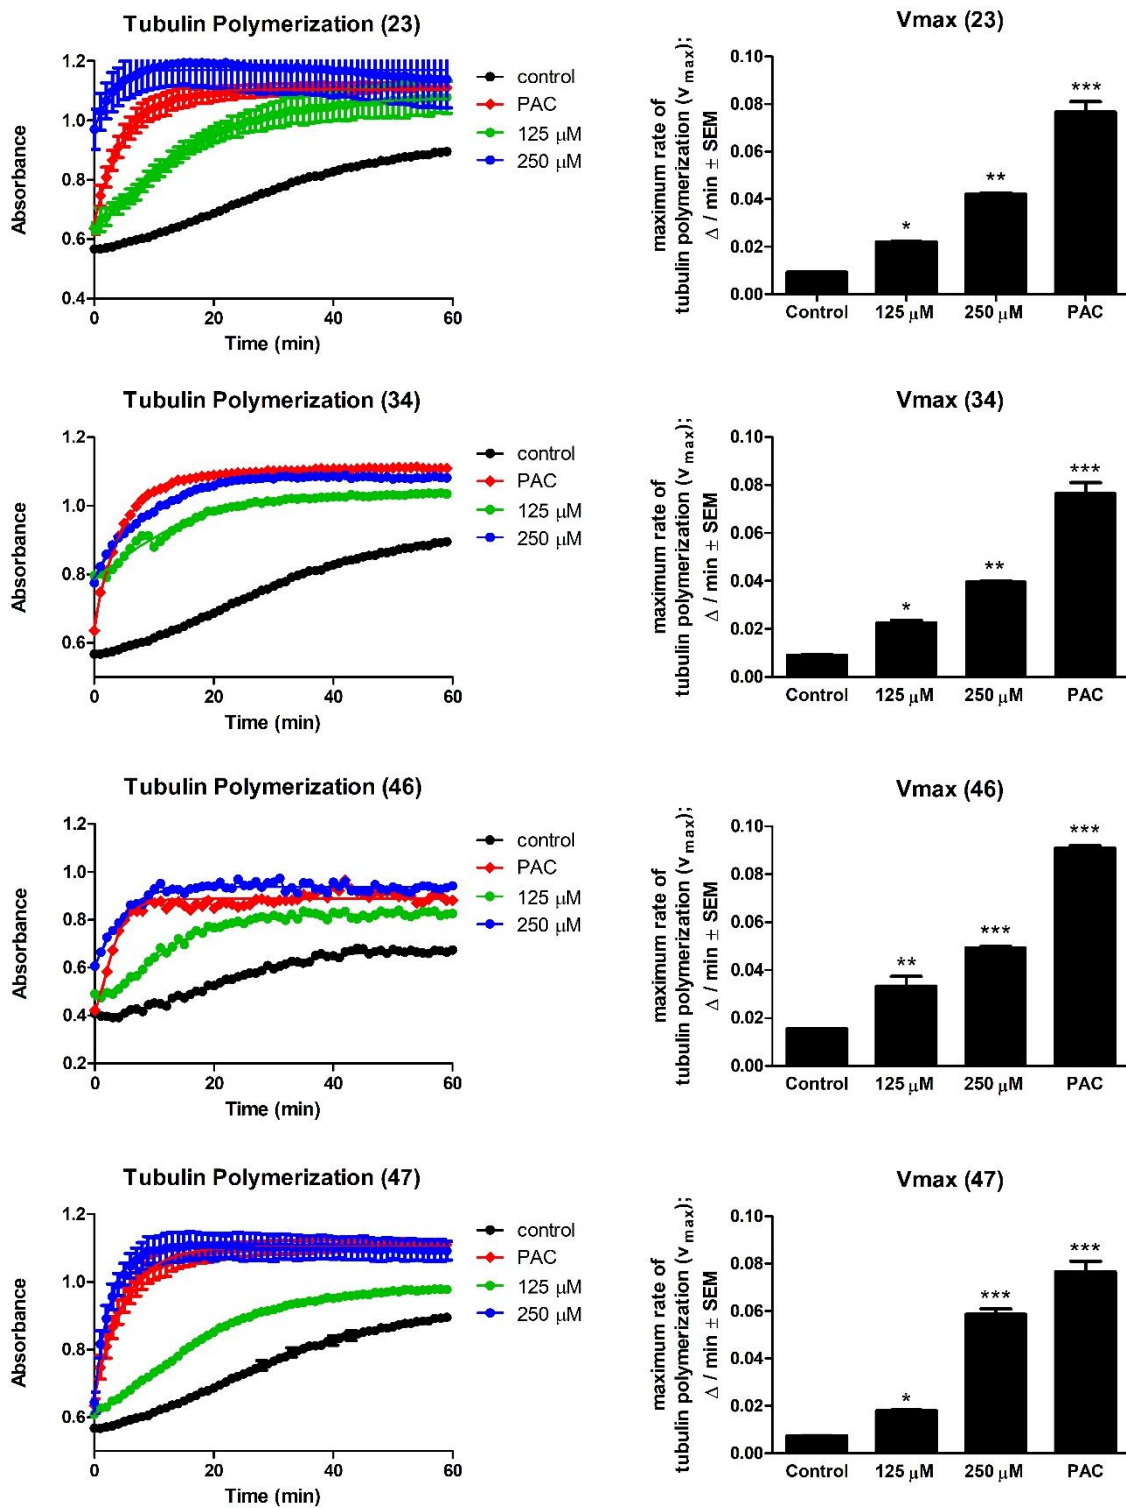 Tubulin Polymerization (23)
1.2
1.0
0.8
0.6
0.4
Absorbance
0 20 40 60
Time (min)
control
PAC
125 μM
250 μM
Vmax (23)
maximum rate of
tubulin polymerization (v max);
Δ / min ± SEM
0.10
0.08
0.06
0.04
0.02
0.00
*
**
***
Control 125 μM 250 μM PAC
Tubulin Polymerization (34)
1.2
1.0
0.8
0.6
Absorbance
0 20 40 60
Time (min)
control
PAC
125 μM
250 μM
Vmax (34)
maximum rate of
tubulin polymerization (v max);
Δ / min ± SEM
0.10
0.08
0.06
0.04
0.02
0.00
*
**
***
Control 125 μM 250 μM PAC
Tubulin Polymerization (46)
1.2
1.0
0.8
0.6
0.4
0.2
Absorbance
0 20 40 60
Time (min)
control
PAC
125 μM
250 μM
Vmax (46)
maximum rate of
tubulin polymerization (v max);
Δ / min ± SEM
0.10
0.08
0.06
0.04
0.02
0.00
**
***
***
Control 125 μM 250 μM PAC
Tubulin Polymerization (47)
1.2
1.0
0.8
0.6
Absorbance
0 20 40 60
Time (min)
control
PAC
125 μM
250 μM
Vmax (47)
maximum rate of
tubulin polymerization (v max);
Δ / min ± SEM
0.10
0.08
0.06
0.04
0.02
0.00
*
***
***
Control 125 μM 250 μM PAC